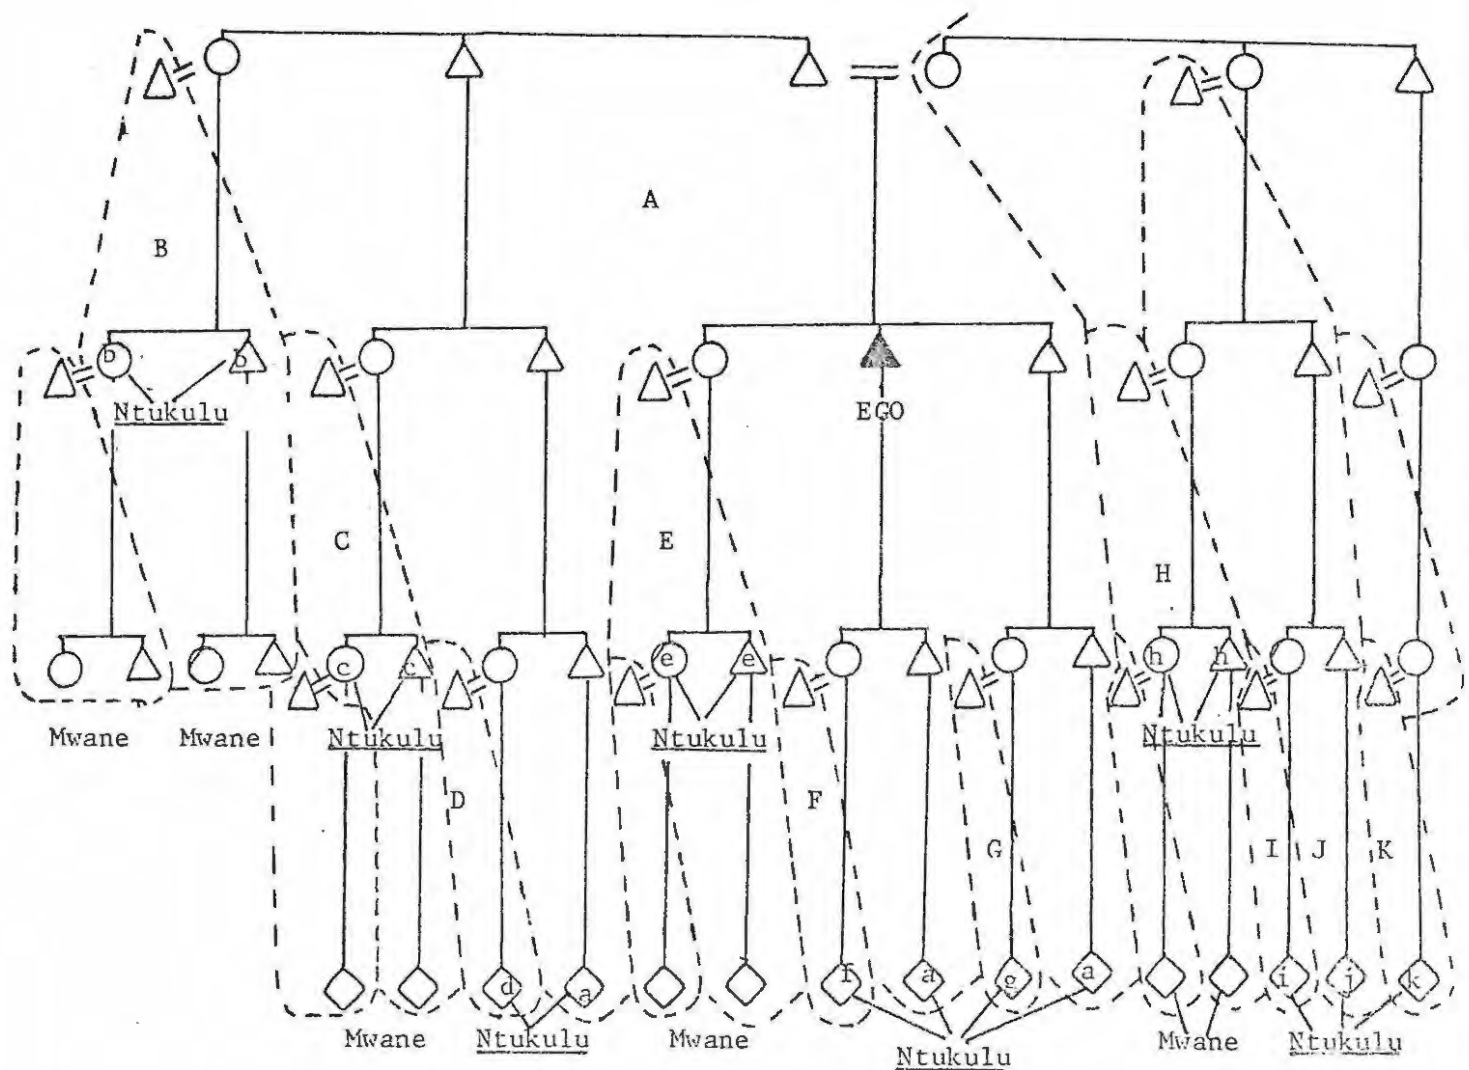 A
B
b b
Ntukulu
EGO
C E H
c c e e h h
Mwane Mwane Ntukulu Ntukulu Ntukulu
D F G I J K
d a f a g a i j k
Mwane Ntukulu Mwane Ntukulu Mwane Ntukulu